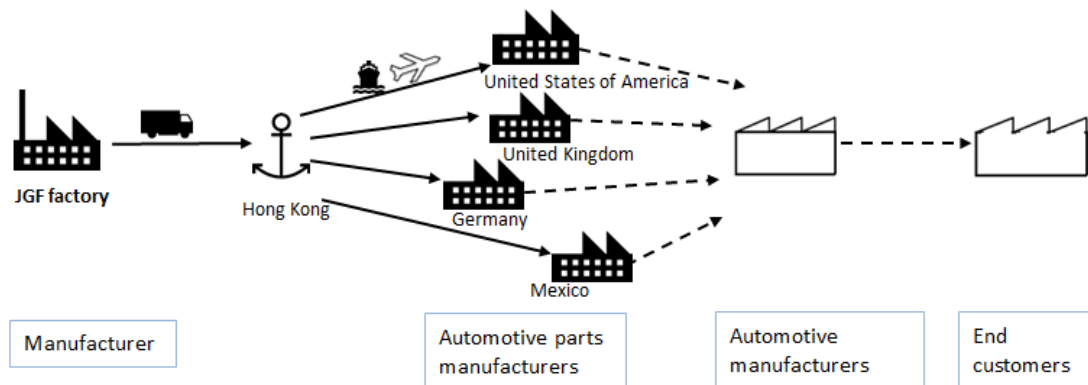 United States of America
United Kingdom
JGF factory
Hong Kong
Germany
Mexico
Manufacturer
Automotive parts
manufacturers
Automotive
manufacturers
End
customers